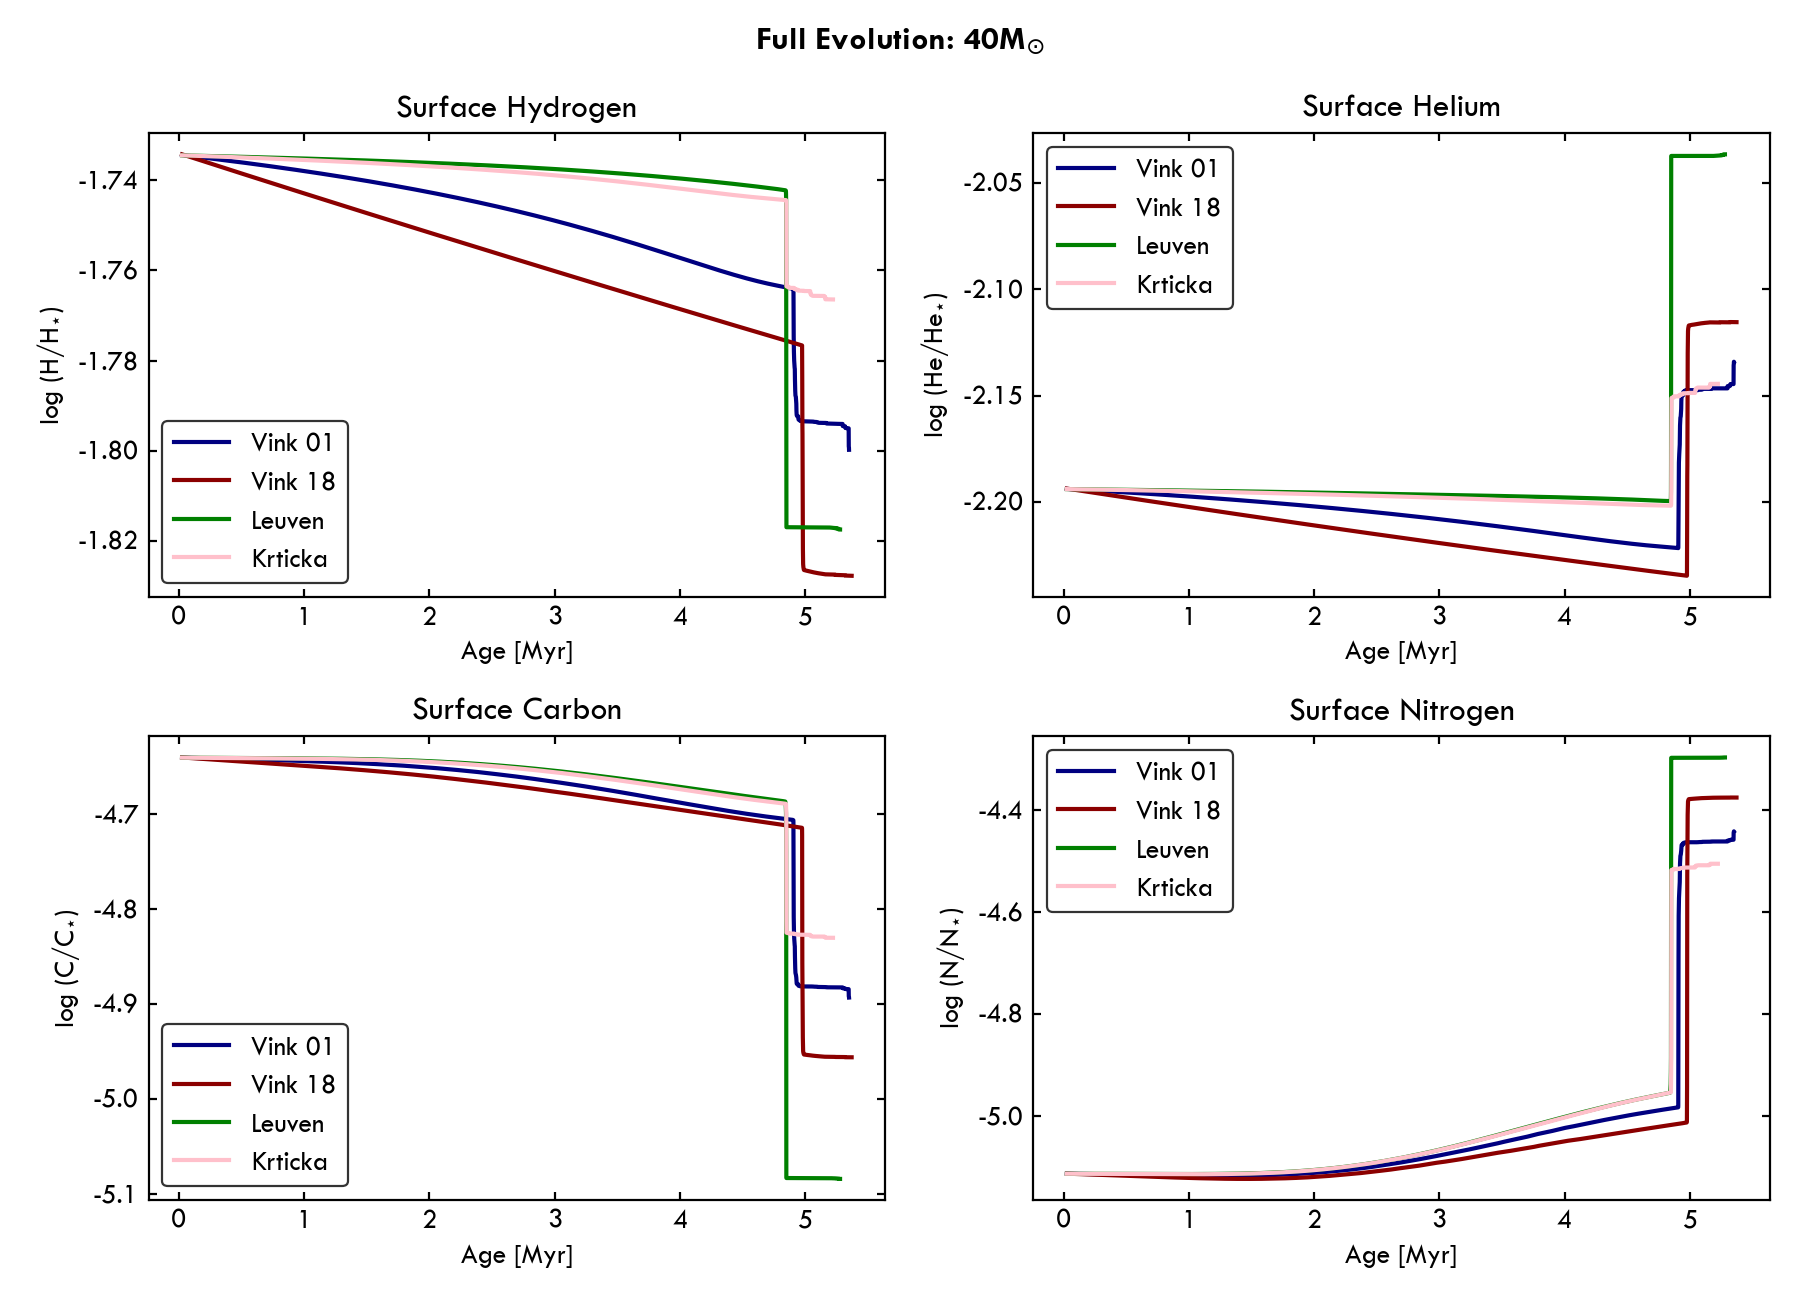 Full Evolution: 40M☉
Surface Hydrogen
-1.74
-1.76
-1.78
-1.80
-1.82
log (H/H⋆)
Vink 01
Vink 18
Leuven
Krticka
0 1 2 3 4 5
Age [Myr]
Surface Helium
-2.05
-2.10
-2.15
-2.20
log (He/He⋆)
Vink 01
Vink 18
Leuven
Krticka
0 1 2 3 4 5
Age [Myr]
Surface Carbon
-4.7
-4.8
-4.9
-5.0
-5.1
log (C/C⋆)
Vink 01
Vink 18
Leuven
Krticka
0 1 2 3 4 5
Age [Myr]
Surface Nitrogen
-4.4
-4.6
-4.8
-5.0
log (N/N⋆)
Vink 01
Vink 18
Leuven
Krticka
0 1 2 3 4 5
Age [Myr]